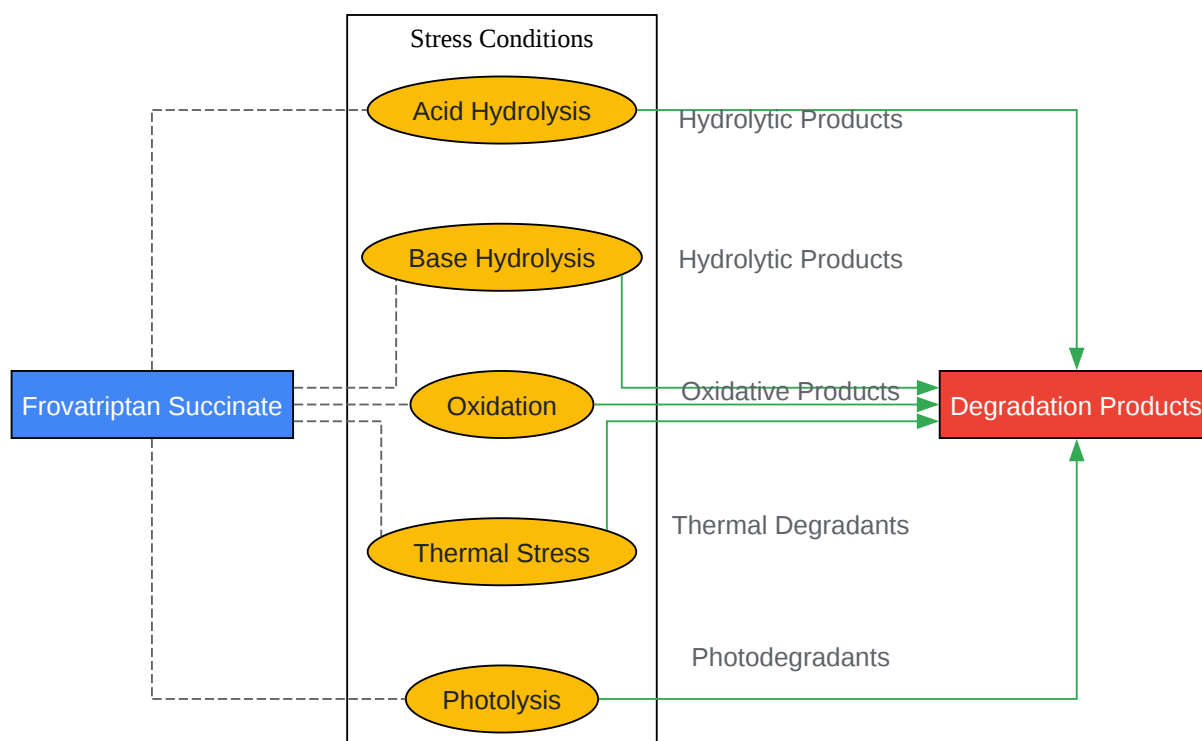 Stress Conditions
Acid Hydrolysis
Hydrolytic Products
Base Hydrolysis
Hydrolytic Products
Frovatriptan Succinate
Oxidation
Oxidative Products
Degradation Products
Thermal Stress
Thermal Degradants
Photolysis
Photodegradants